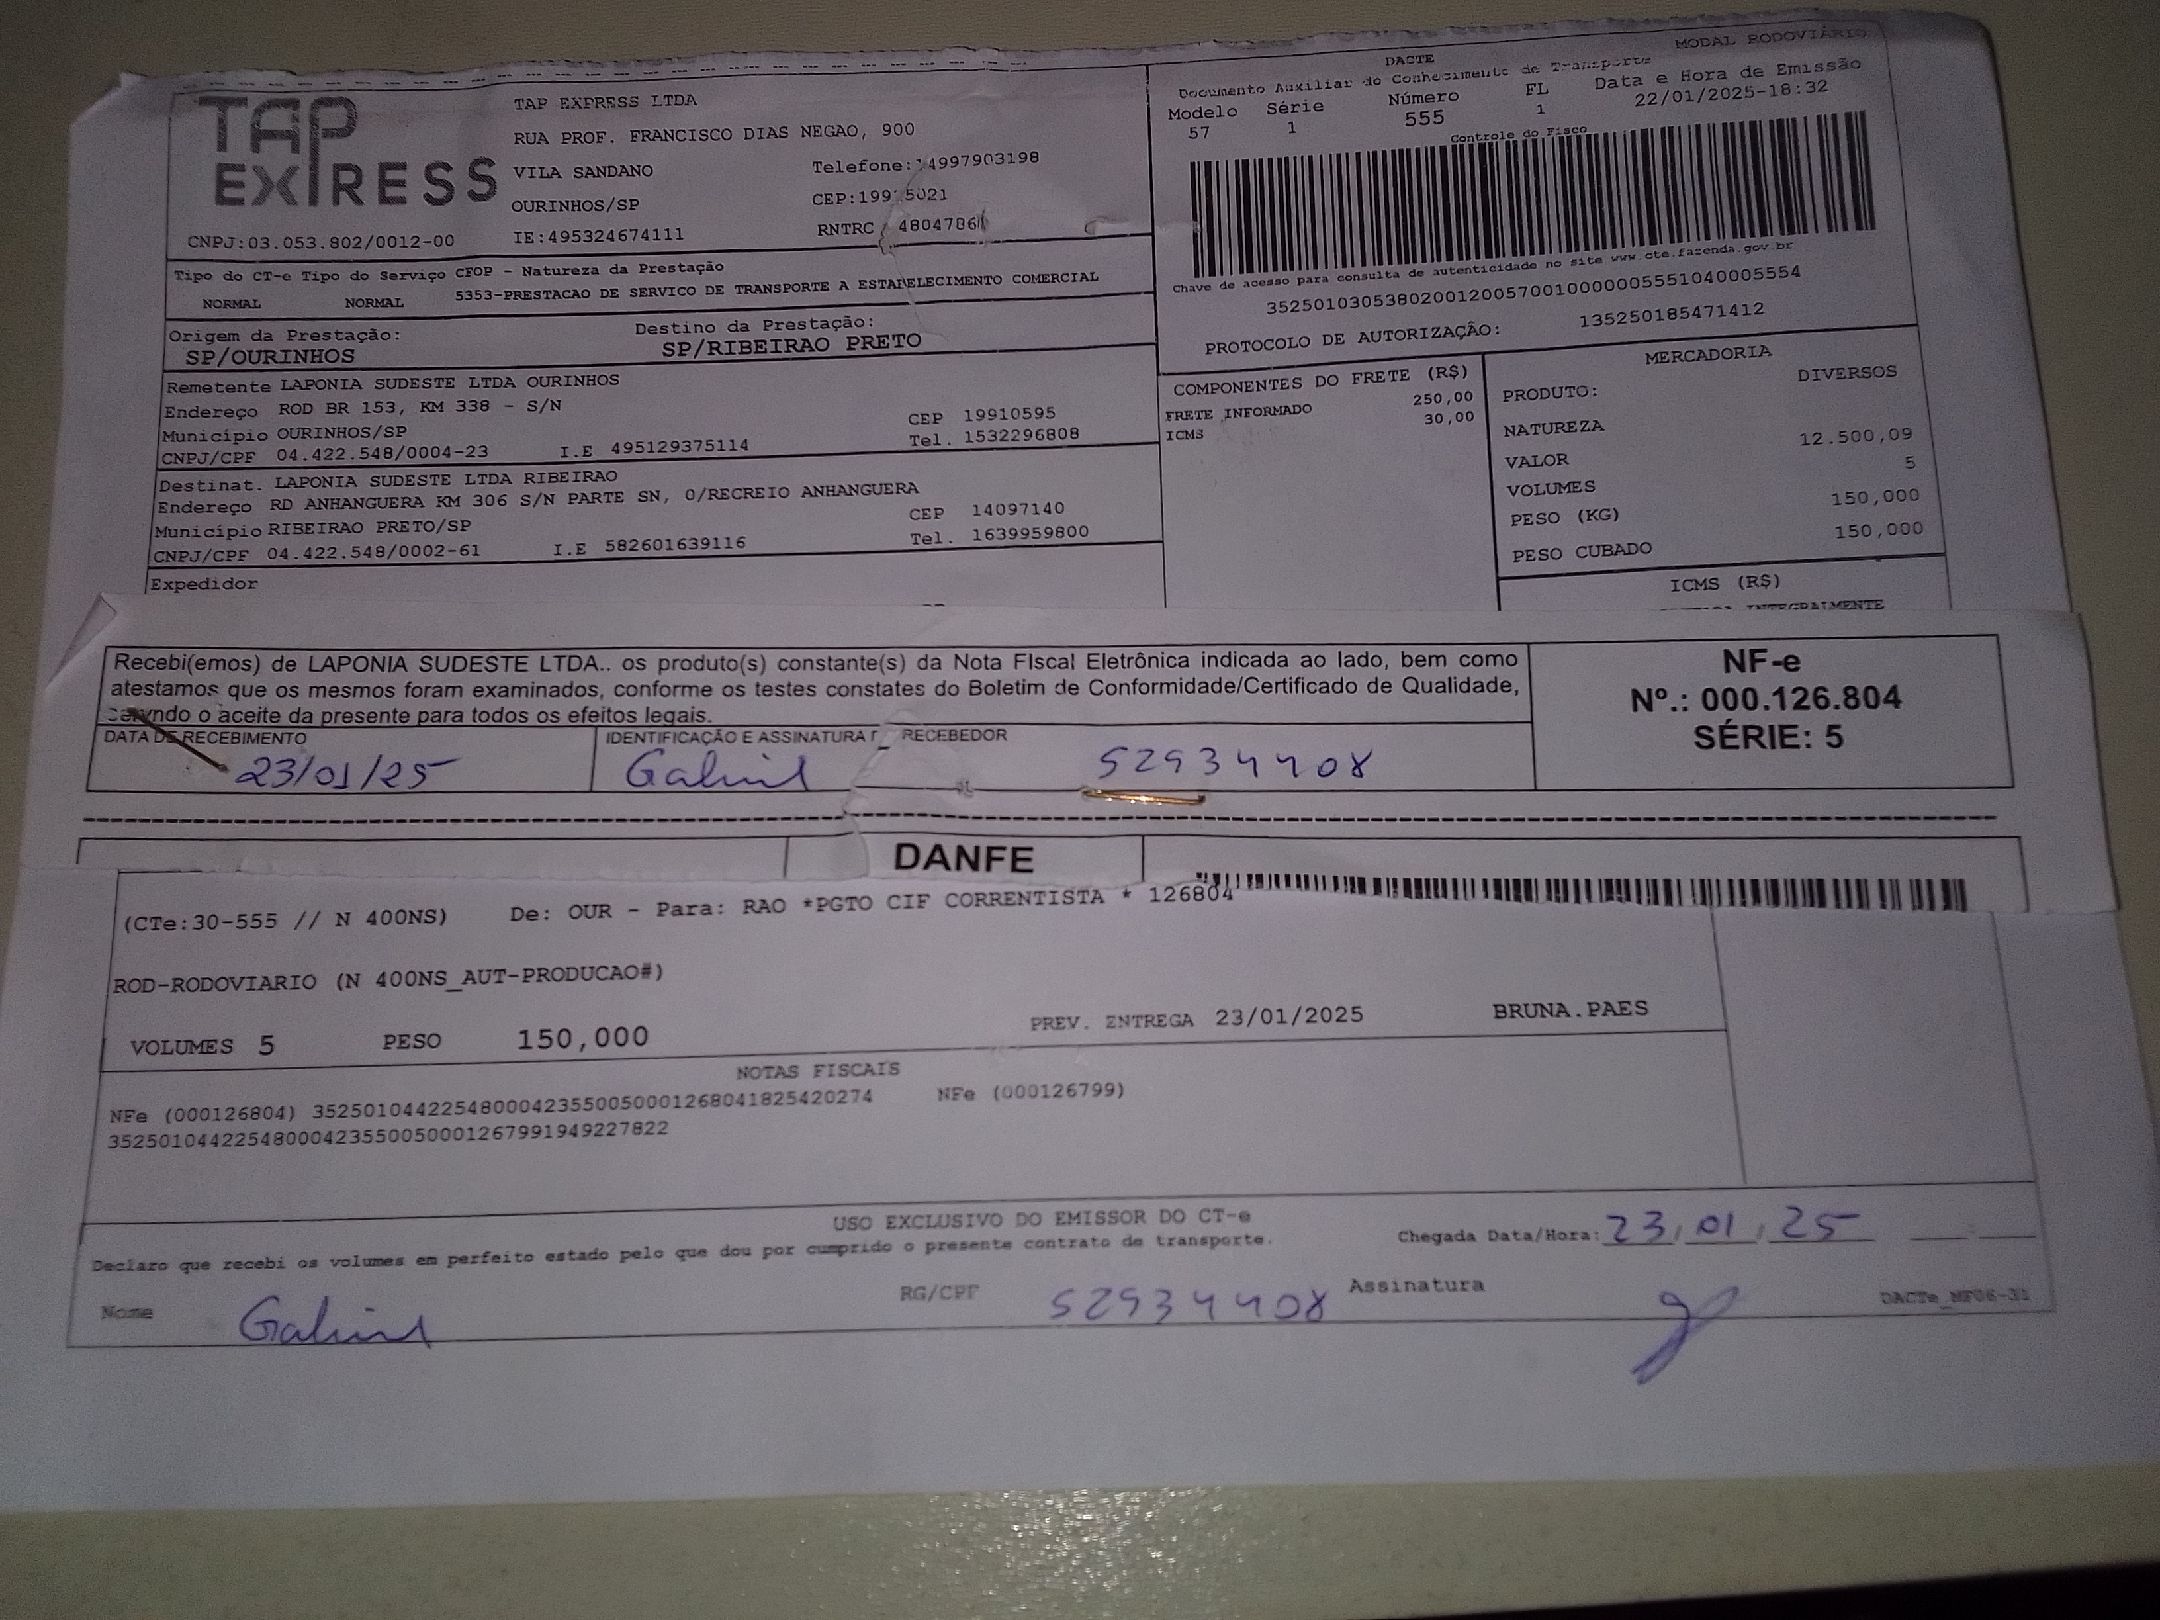 TAP
EXPRESS
TAP EXPRESS LTDA
RUA PROF. FRANCISCO DIAS NEGAO, 900
VILA SANDANO Telefone:14997903198
OURINHOS/SP
CNPJ:03.053.802/0012-00 IE:495324674111 RNTRC
DACTE MODAL RODOVIÁRIO
Documento Auxiliar do Conhecimento de Transporte
Modelo Série Número FL Data e Hora de Emissão
57 1 555 1 22/01/2025-18:32
Controle do Fisco
Chave de acesso para consulta de autenticidade no site www.cte.fazenda.gov.br
35250103053802001200570010000005551040005554
PROTOCOLO DE AUTORIZAÇÃO: 135250185471412
Tipo do CT-e Tipo do Serviço CFOP - Natureza da Prestação
NORMAL NORMAL 5353-PRESTACAO DE SERVICO DE TRANSPORTE A ESTABELECIMENTO COMERCIAL
Origem da Prestação: Destino da Prestação:
SP/OURINHOS SP/RIBEIRAO PRETO
Remetente LAPONIA SUDESTE LTDA OURINHOS
Endereço ROD BR 153, KM 338 - S/N CEP 19910595
Município OURINHOS/SP Tel. 1532296808
CNPJ/CPF 04.422.548/0004-23 I.E 495129375114
Destinat. LAPONIA SUDESTE LTDA RIBEIRAO
Endereço RD ANHANGUERA KM 306 S/N PARTE SN, 0/RECREIO ANHANGUERA
Município RIBEIRAO PRETO/SP CEP 14097140
CNPJ/CPF 04.422.548/0002-61 I.E 582601639116 Tel. 1639959800
Expedidor
COMPONENTES DO FRETE (R$)
FRETE INFORMADO 250,00
ICMS 30,00
MERCADORIA
PRODUTO: DIVERSOS
NATUREZA
VALOR 12.500,09
VOLUMES 5
PESO (KG) 150,000
PESO CUBADO 150,000
ICMS (R$)
INTEGRALMENTE
Recebi(emos) de LAPONIA SUDESTE LTDA.. os produto(s) constante(s) da Nota FIscal Eletrônica indicada ao lado, bem como
atestamos que os mesmos foram examinados, conforme os testes constates do Boletim de Conformidade/Certificado de Qualidade,
o aceite da presente para todos os efeitos legais.
DATA DE RECEBIMENTO IDENTIFICAÇÃO E ASSINATURA RECEBEDOR
23/01/25 Gabriel 52934408
NF-e
Nº.: 000.126.804
SÉRIE: 5
DANFE
(CTe:30-555 // N 400NS) De: OUR - Para: RAO *PGTO CIF CORRENTISTA * 126804
ROD-RODOVIARIO (N 400NS_AUT-PRODUCAO#)
VOLUMES 5 PESO 150,000 PREV. ENTREGA 23/01/2025 BRUNA.PAES
NOTAS FISCAIS
NFe (000126804) 35250104422548000423550050001268041825420274 NFe (000126799)
35250104422548000423550050001267991949227822
USO EXCLUSIVO DO EMISSOR DO CT-e
Declaro que recebi os volumes em perfeito estado pelo que dou por cumprido o presente contrato de transporte. Chegada Data/Hora: 23/01/25
Nome Gabriel RG/CPF 52934408 Assinatura DACTe_MF06-31